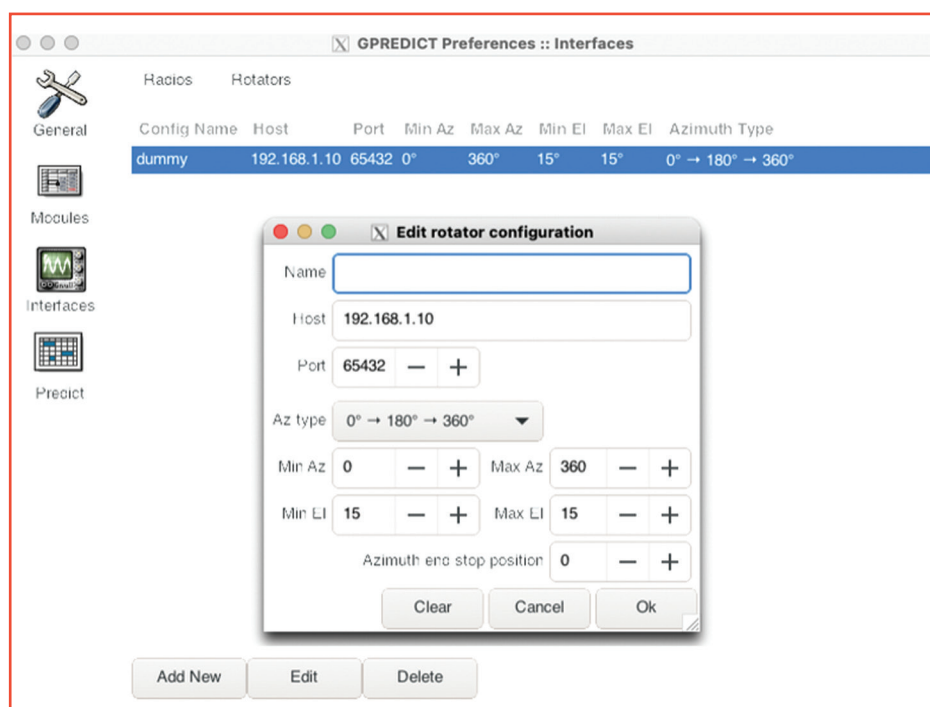 GPREDICT Preferences :: Interfaces
General
Modules
Interfaces
Predict
Radios Rotators
Config Name Host Port Min Az Max Az Min El Max El Azimuth Type
dummy 192.168.1.10 65432 0° 360° 15° 15° 0° → 180° → 360°
Edit rotator configuration
Name
Host 192.168.1.10
Port 65432 — +
Az type 0° → 180° → 360°
Min Az 0 — + Max Az 360 — +
Min El 15 — + Max El 15 — +
Azimuth end stop position 0 — +
Clear Cancel Ok
Add New Edit Delete